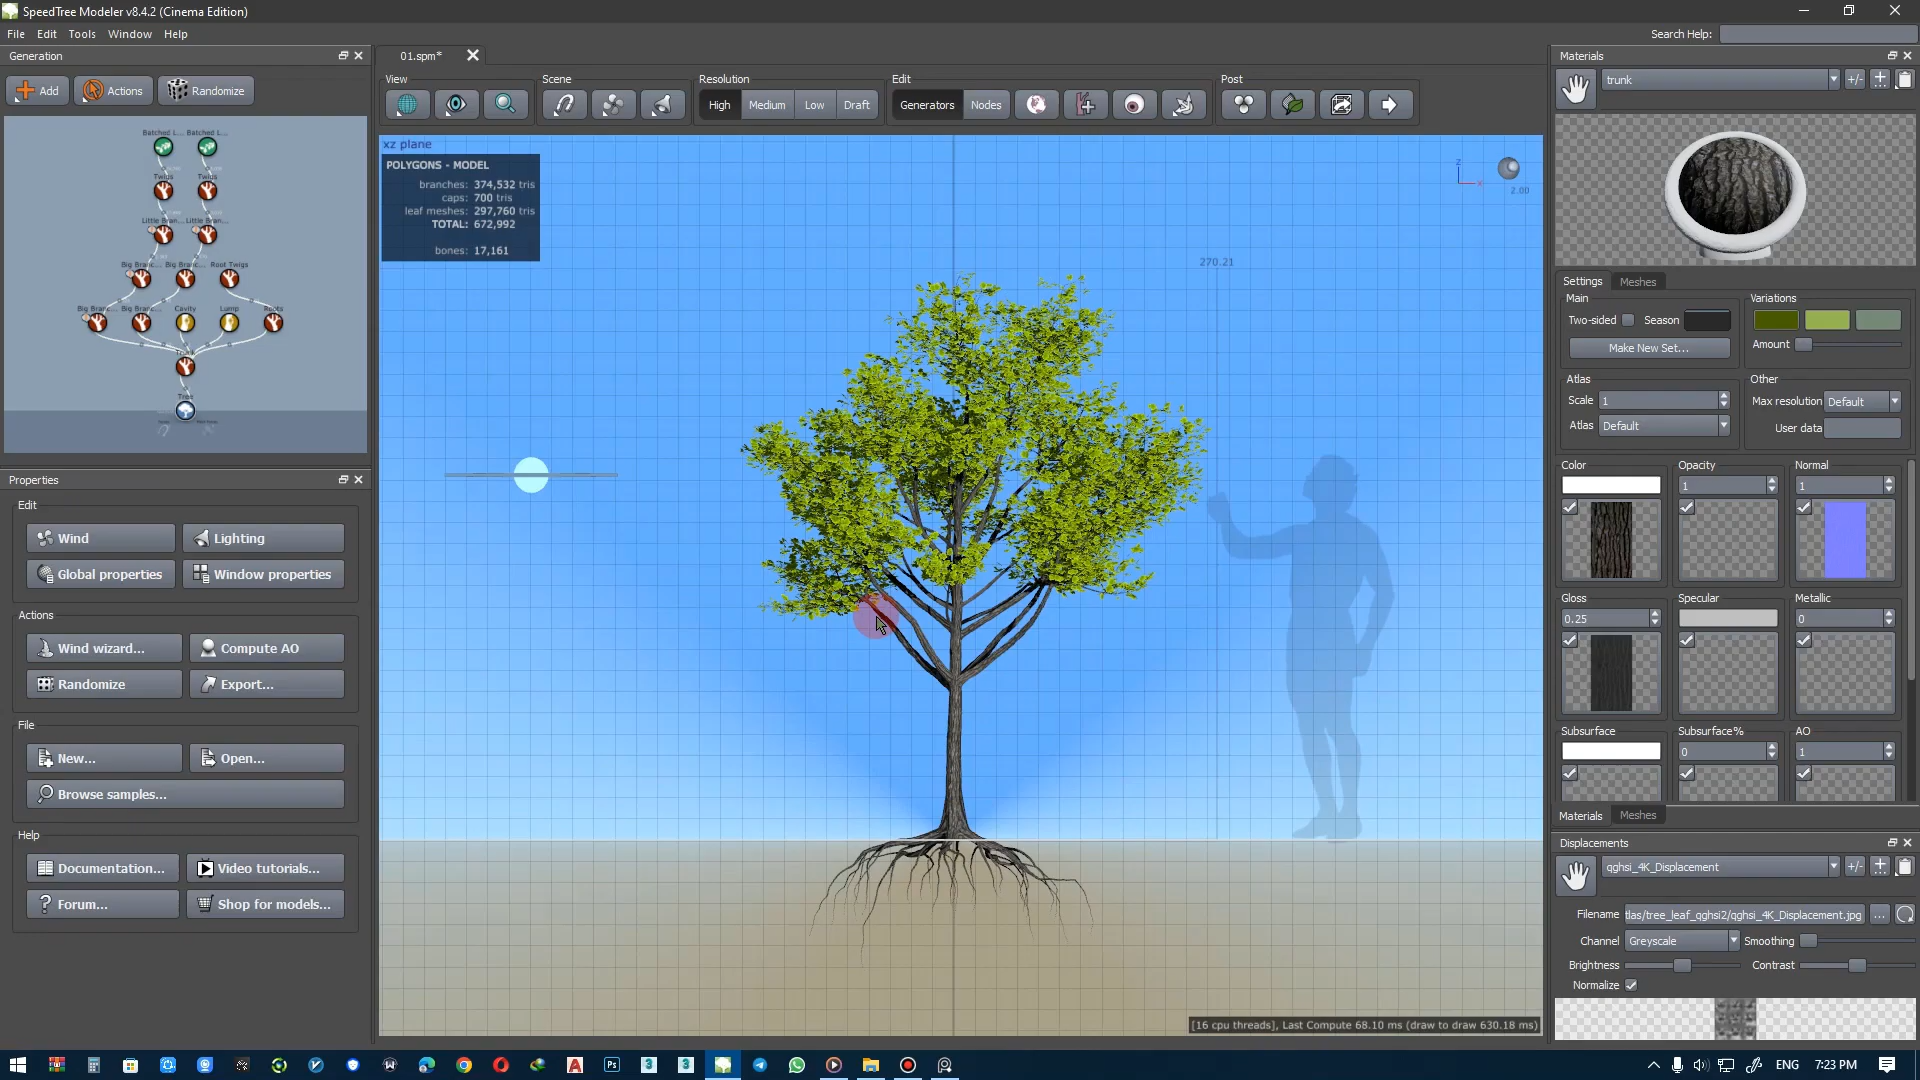 SpeedTree Modeler v8.4.2 (Cinema Edition)
File Edit Tools Window Help
Search Help:
Generation
Add Actions Randomize
Batched L... Batched L...
Twigs Twigs
Little Bran... Little Bran...
Big Branc... Big Branc... Root Twigs
Big Branc... Big Branc... Cavity Lump Roots
Trunk
Tree
Properties
Edit
Wind Lighting
Global properties Window properties
Actions
Wind wizard... Compute AO
Randomize Export...
File
New... Open...
Browse samples...
Help
Documentation... Video tutorials...
Forum... Shop for models...
01.spm*
View Scene Resolution Edit Post
High Medium Low Draft Generators Nodes
xz plane
POLYGONS - MODEL
branches: 374,532 tris
caps: 700 tris
leaf meshes: 297,760 tris
TOTAL: 672,992
bones: 17,161
z
x
2.00
270.21
[16 cpu threads], Last Compute 68.10 ms (draw to draw 630.18 ms)
Materials
trunk +/-
Settings Meshes
Main Variations
Two-sided Season
Make New Set... Amount
Atlas Other
Scale 1 Max resolution Default
Atlas Default User data
Color Opacity Normal
1 1
Gloss Specular Metallic
0.25 0
Subsurface Subsurface% AO
0 1
Materials Meshes
Displacements
qghsi_4K_Displacement +/-
Filename tlas/tree_leaf_qghsi2/qghsi_4K_Displacement.jpg ...
Channel Greyscale Smoothing
Brightness Contrast
Normalize
ENG 7:23 PM